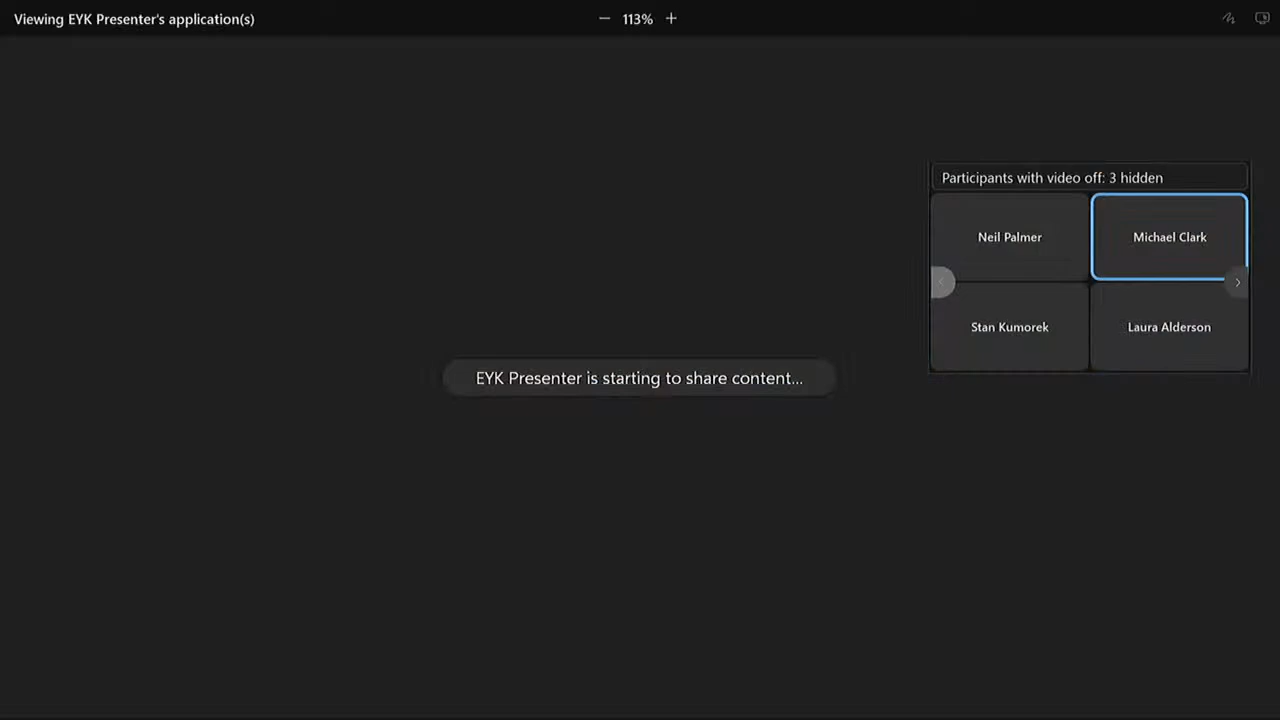 Viewing EYK Presenter's application(s)
113%
Participants with video off: 3 hidden
Neil Palmer
Michael Clark
Stan Kumorek
Laura Alderson
EYK Presenter is starting to share content...